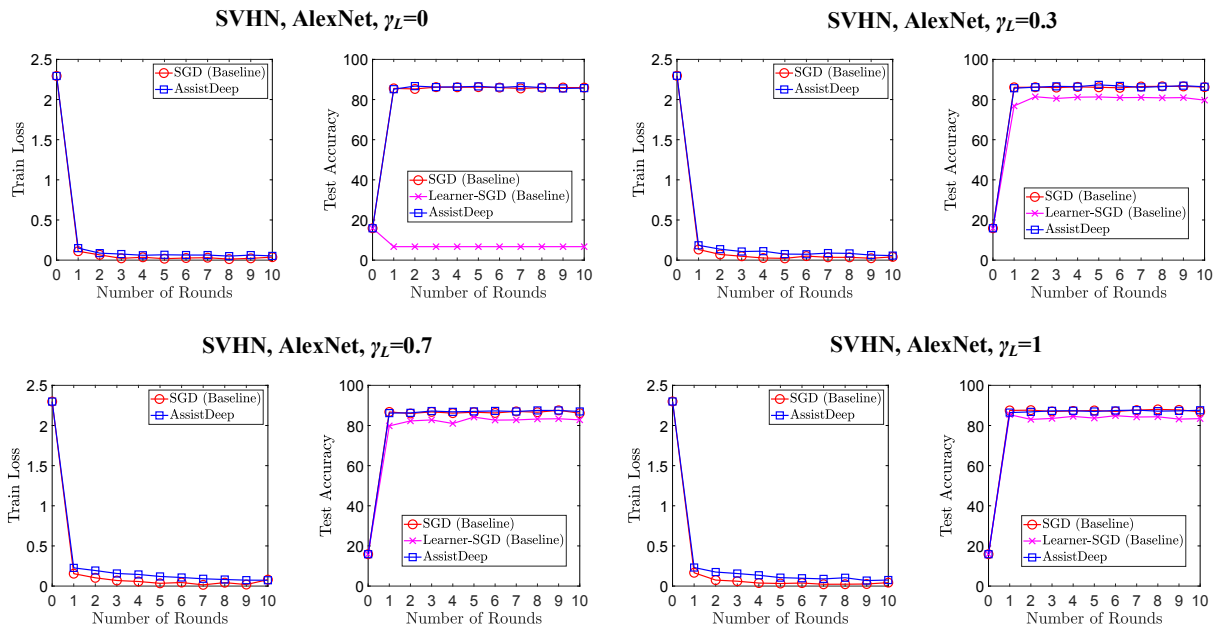 SVHN, AlexNet, γL=0
SVHN, AlexNet, γL=0.3
Train Loss
2.5
2
1.5
1
0.5
0
SGD (Baseline)
AssistDeep
0 1 2 3 4 5 6 7 8 9 10
Number of Rounds
Test Accuracy
100
80
60
40
20
0
SGD (Baseline)
Learner-SGD (Baseline)
AssistDeep
0 1 2 3 4 5 6 7 8 9 10
Number of Rounds
Train Loss
2.5
2
1.5
1
0.5
0
SGD (Baseline)
AssistDeep
0 1 2 3 4 5 6 7 8 9 10
Number of Rounds
Test Accuracy
100
80
60
40
20
0
SGD (Baseline)
Learner-SGD (Baseline)
AssistDeep
0 1 2 3 4 5 6 7 8 9 10
Number of Rounds
SVHN, AlexNet, γL=0.7
SVHN, AlexNet, γL=1
Train Loss
2.5
2
1.5
1
0.5
0
SGD (Baseline)
AssistDeep
0 1 2 3 4 5 6 7 8 9 10
Number of Rounds
Test Accuracy
100
80
60
40
20
0
SGD (Baseline)
Learner-SGD (Baseline)
AssistDeep
0 1 2 3 4 5 6 7 8 9 10
Number of Rounds
Train Loss
2.5
2
1.5
1
0.5
0
SGD (Baseline)
AssistDeep
0 1 2 3 4 5 6 7 8 9 10
Number of Rounds
Test Accuracy
100
80
60
40
20
0
SGD (Baseline)
Learner-SGD (Baseline)
AssistDeep
0 1 2 3 4 5 6 7 8 9 10
Number of Rounds